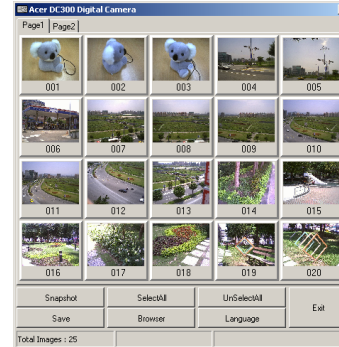 Acer DC300 Digital Camera
Page1 Page2
001 002 003 004 005
006 007 008 009 010
011 012 013 014 015
016 017 018 019 020
Snapshot SelectAll UnSelectAll
Exit
Save Browser Language
Total Images : 25